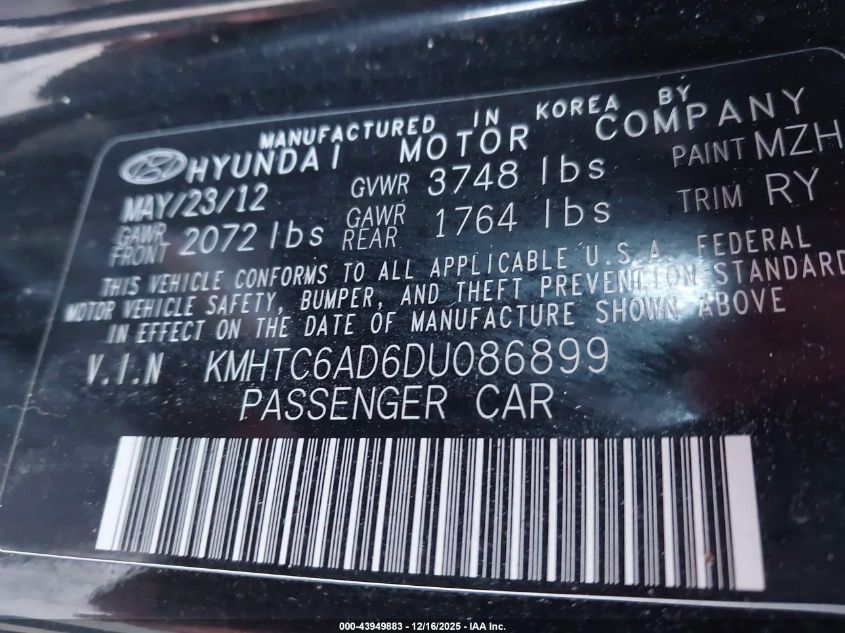 MANUFACTURED IN KOREA BY
HYUNDAI MOTOR COMPANY
MAY/23/12 GVWR 3748 lbs PAINT MZH
GAWR FRONT 2072 lbs GAWR REAR 1764 lbs TRIM RY
THIS VEHICLE CONFORMS TO ALL APPLICABLE U.S.A. FEDERAL
MOTOR VEHICLE SAFETY, BUMPER, AND THEFT PREVENTION STANDARD
IN EFFECT ON THE DATE OF MANUFACTURE SHOWN ABOVE
V.I.N KMHTC6AD6DU086899
PASSENGER CAR
000-43949883 - 12/16/2025 - IAA Inc.